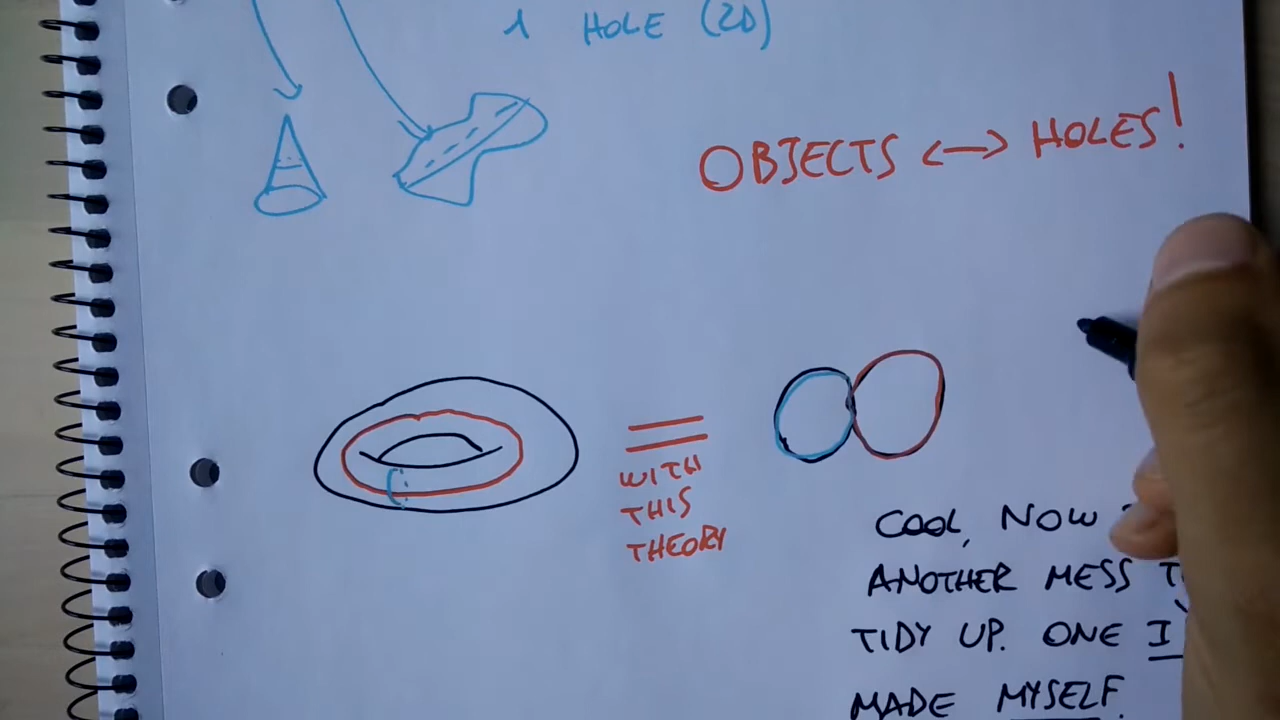 1 HOLE (2D)
OBJECTS <-> HOLES!
WITH
THIS
THEORY
COOL, NOW
ANOTHER MESS
TIDY UP. ONE I
MADE MYSELF.